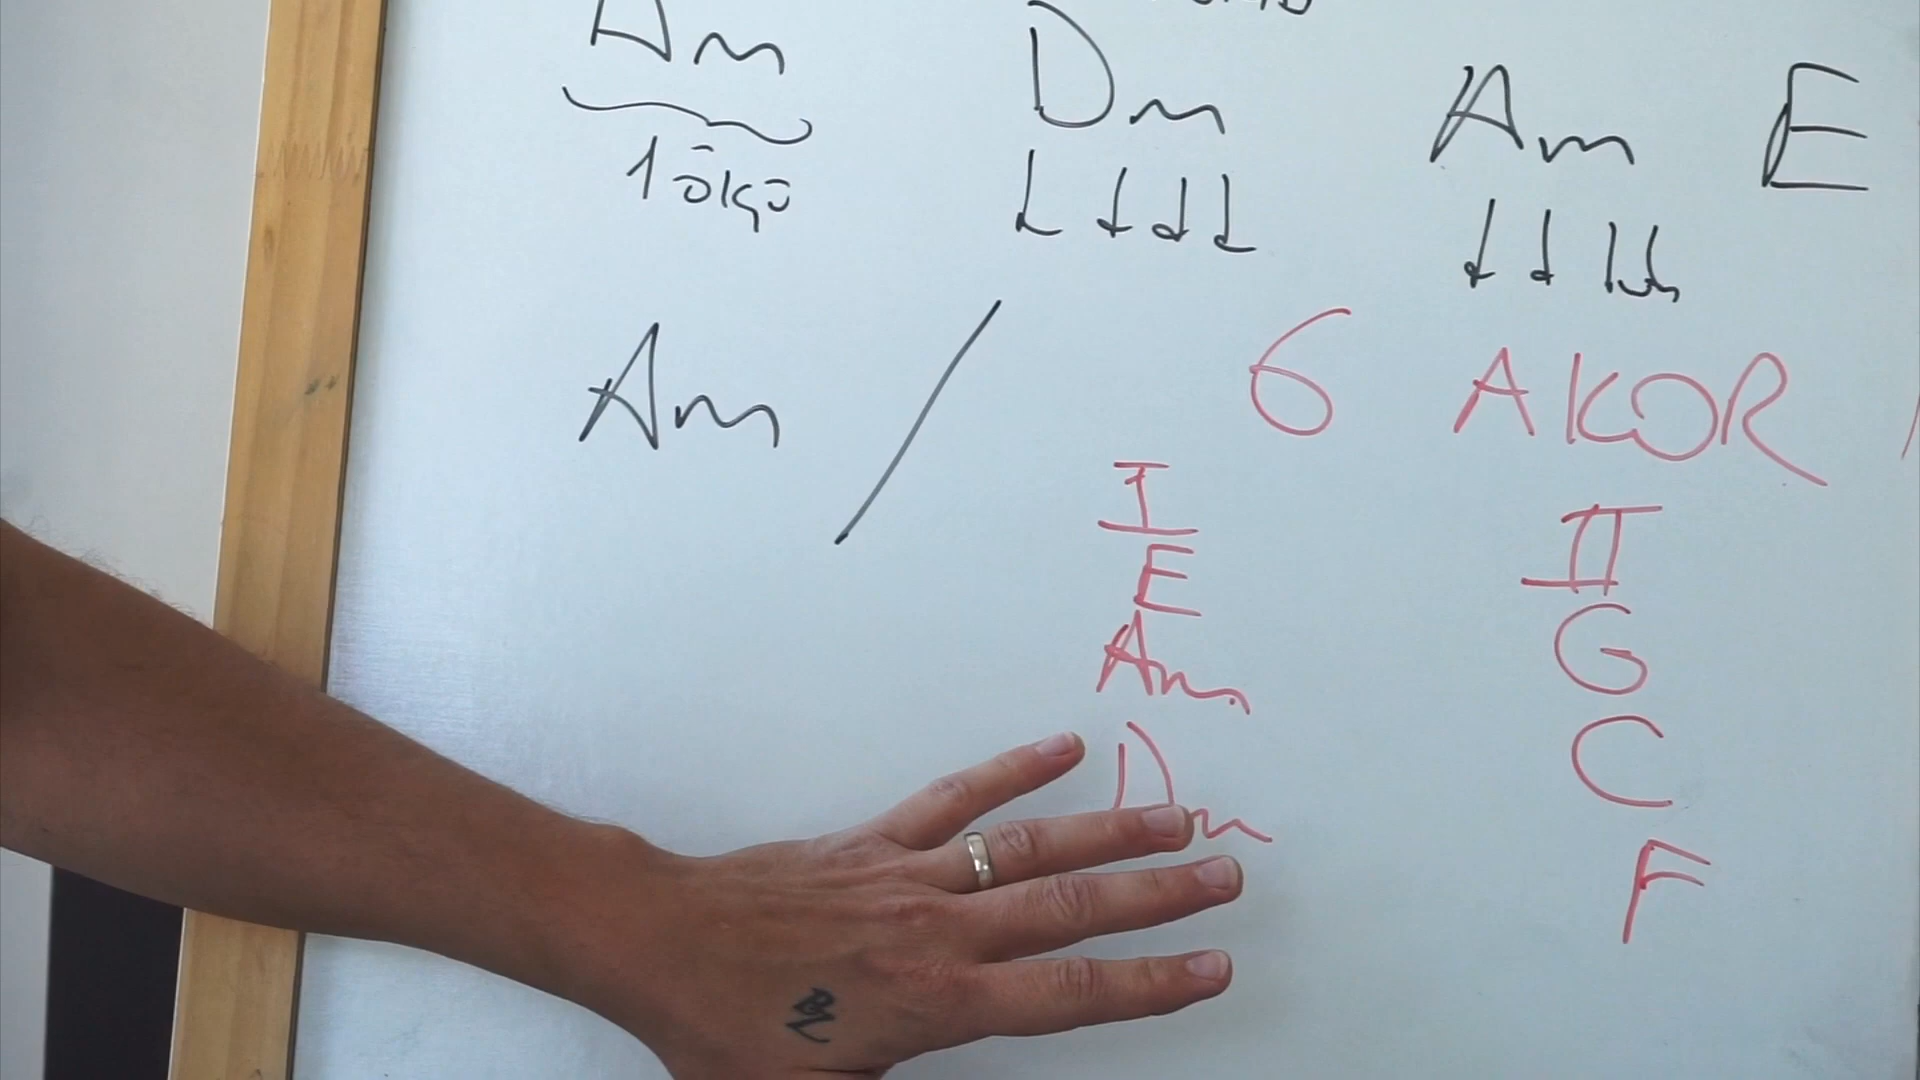 Am Dm Am E
1 ölçü
Am / 6 AKOR
I II
E G
Am C
Dm F